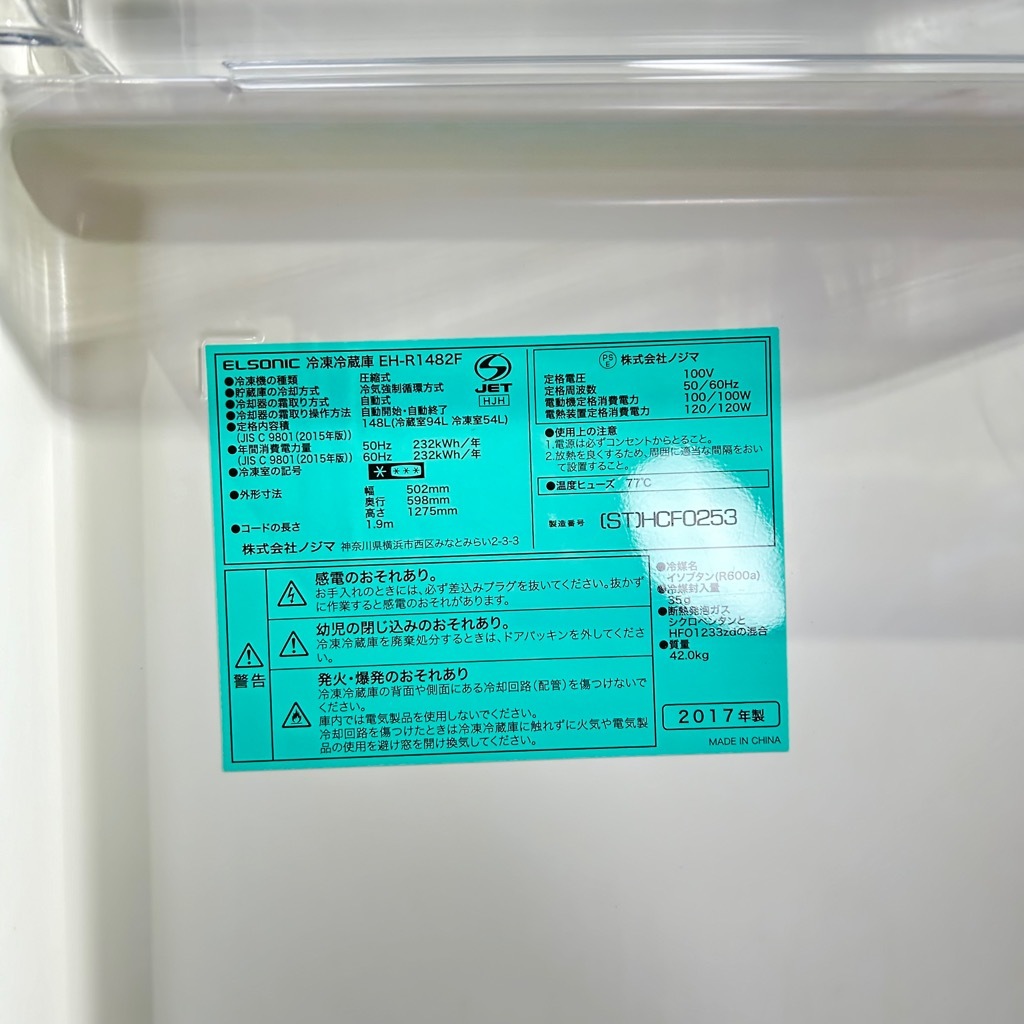 ELSONIC 冷凍冷蔵庫 EH-R1482F
●冷凍機の種類 圧縮式
●貯蔵庫の冷却方式 冷気強制循環方式
●冷却器の霜取り方式 自動式
●冷却器の霜取り操作方法 自動開始・自動終了
●定格内容積 148L(冷蔵室94L 冷凍室54L)
(JIS C 9801(2015年版))
●年間消費電力量 50Hz 232kWh/年
(JIS C 9801(2015年版)) 60Hz 232kWh/年
●冷凍室の記号
●外形寸法 幅 502mm
奥行 598mm
高さ 1275mm
●コードの長さ 1.9m
株式会社ノジマ 神奈川県横浜市西区みなとみらい2-3-3
JET
HJH
PS
E
株式会社ノジマ
定格電圧 100V
定格周波数 50/60Hz
電動機定格消費電力 100/100W
電熱装置定格消費電力 120/120W
●使用上の注意
1.電源は必ずコンセントからとること。
2.放熱を良くするため、周囲に適当な間隔をおい
て設置すること。
●温度ヒューズ 77℃
製造番号 (ST)HCF0253
警告
感電のおそれあり。
お手入れのときには、必ず差込みプラグを抜いてください。抜かず
に作業すると感電のおそれがあります。
幼児の閉じ込みのおそれあり。
冷凍冷蔵庫を廃棄処分するときは、ドアパッキンを外してくださ
い。
発火・爆発のおそれあり
冷凍冷蔵庫の背面や側面にある冷却回路(配管)を傷つけないで
ください。
庫内では電気製品を使用しないでください。
冷却回路を傷つけたときは冷凍冷蔵庫に触れずに火気や電気製
品の使用を避け窓を開け換気してください。
●冷媒名
イソブタン(R600a)
●冷媒封入量
35g
●断熱発泡ガス
シクロペンタンと
HFO1233zdの混合
●質量
42.0kg
2017年製
MADE IN CHINA